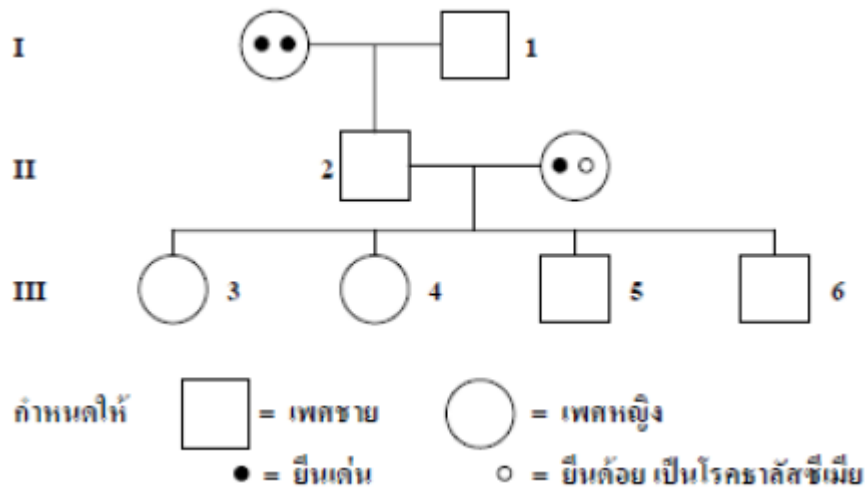 I 1
II 2
III 3 4 5 6
กำหนดให้ = เพศชาย = เพศหญิง
● = ยีนเด่น ○ = ยีนด้อย เป็นโรคธาลัสซีเมีย